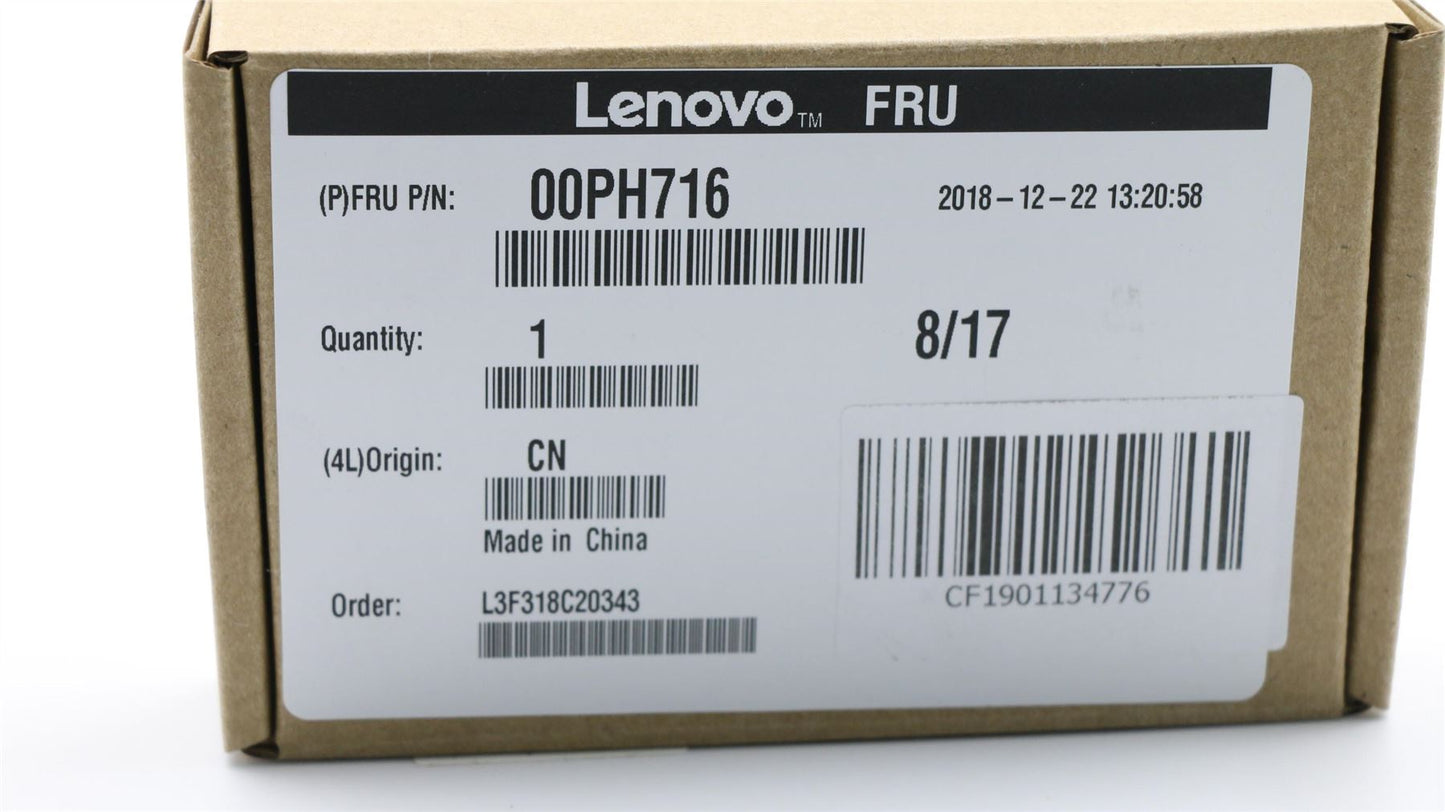 Lenovo™ FRU
(P)FRU P/N: 00PH716 2018-12-22 13:20:58
Quantity: 1 8/17
(4L)Origin: CN
Made in China
CF1901134776
Order: L3F318C20343